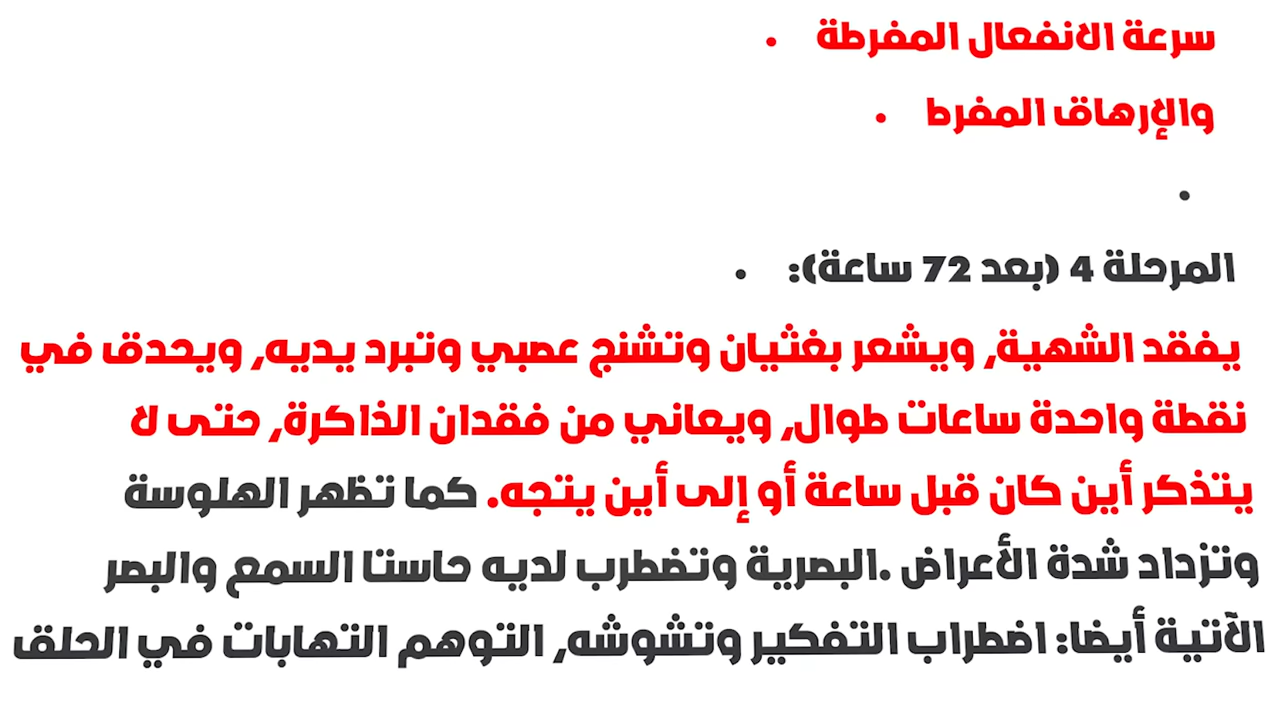 سرعة الانفعال المفرطة •
والإرهاق المفرط •
•
المرحلة 4 (بعد 72 ساعة): •
يفقد الشهية, ويشعر بغثيان وتشنج عصبي وتبرد يديه, ويحدق في
نقطة واحدة ساعات طوال, ويعاني من فقدان الذاكرة, حتى لا
يتذكر أين كان قبل ساعة أو إلى أين يتجه. كما تظهر الهلوسة
وتزداد شدة الأعراض .البصرية وتضطرب لديه حاستا السمع والبصر
الآتية أيضا: اضطراب التفكير وتشوشه, التوهم التهابات في الحلق